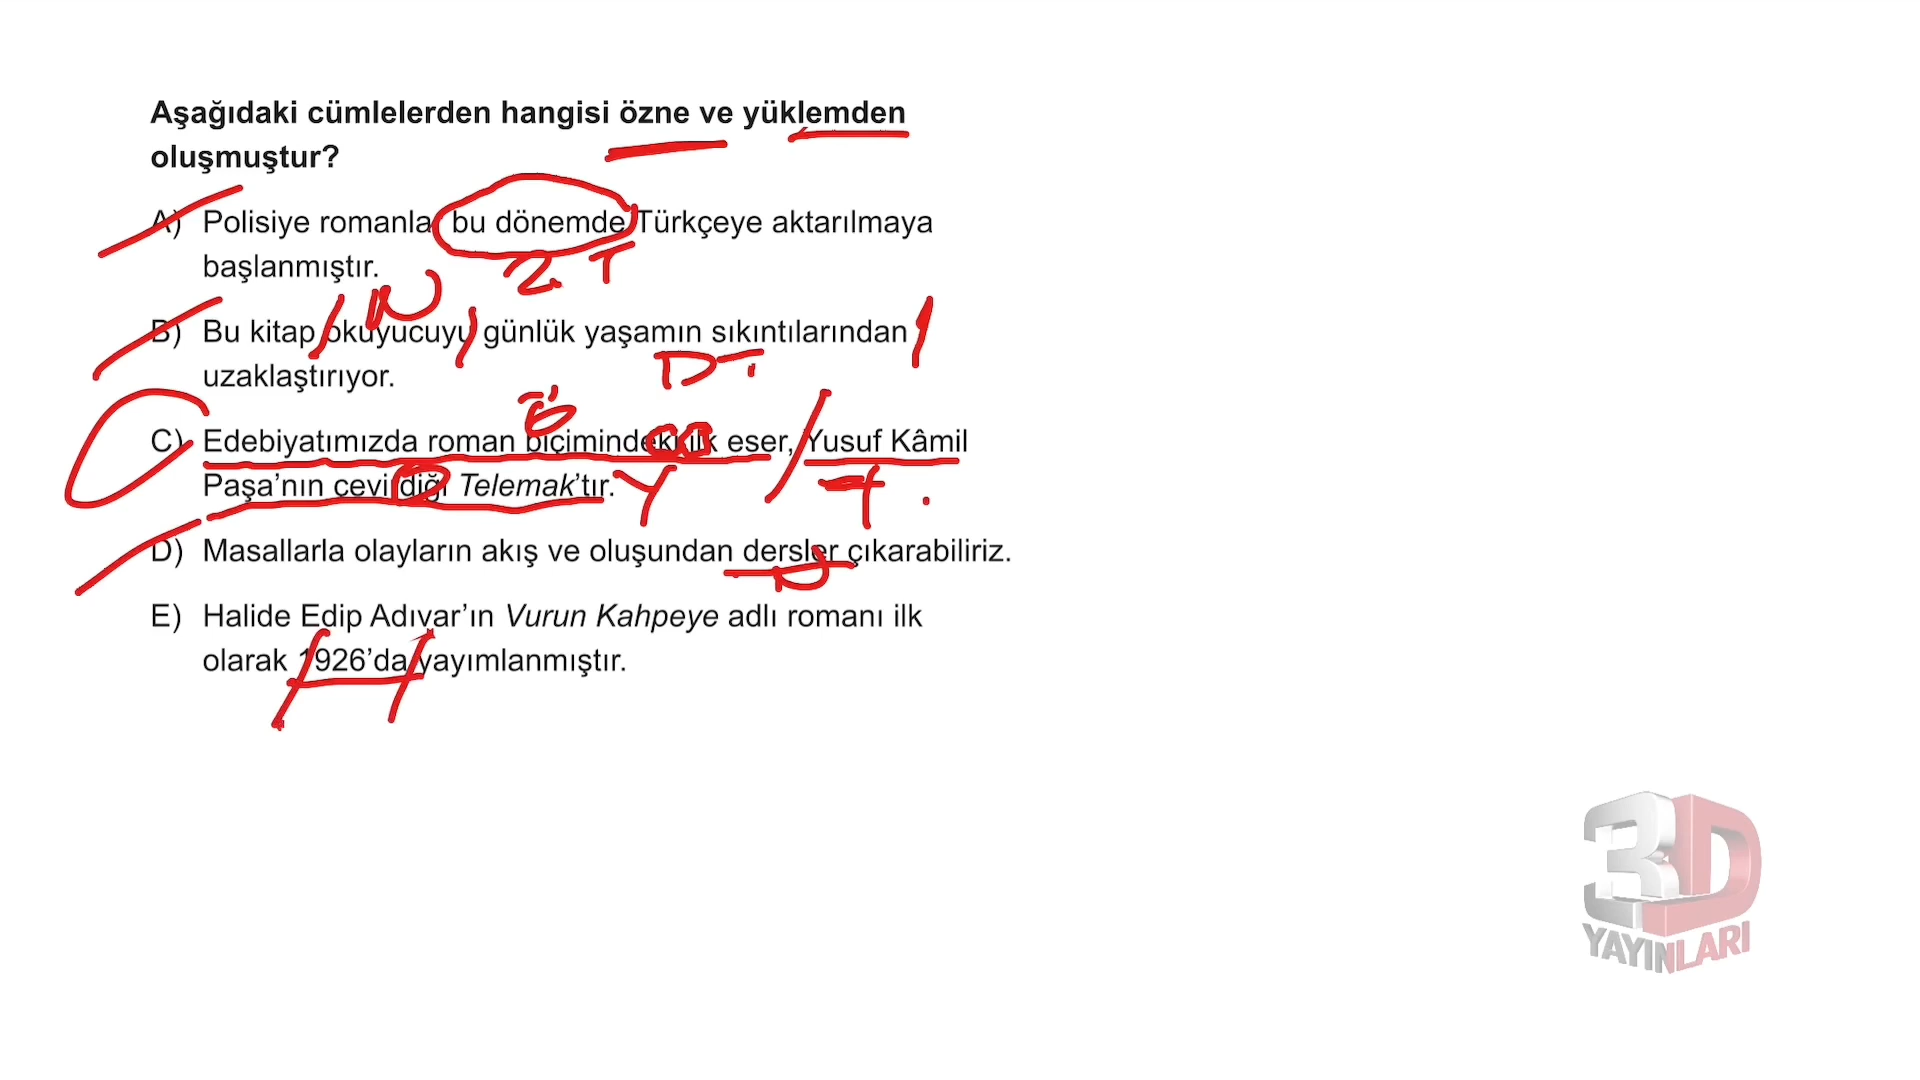 Aşağıdaki cümlelerden hangisi özne ve yüklemden
oluşmuştur?
A) Polisiye romanlar bu dönemde Türkçeye aktarılmaya
başlanmıştır.
Z. T
N
B) Bu kitap okuyucuyu günlük yaşamın sıkıntılarından
uzaklaştırıyor.
D T.
Ö
C) Edebiyatımızda roman biçimindeki ilk eser, Yusuf Kâmil
Paşa’nın çevirdiği Telemak’tır.
Y
D) Masallarla olayların akış ve oluşundan dersler çıkarabiliriz.
N
E) Halide Edip Adıvar’ın Vurun Kahpeye adlı romanı ilk
olarak 1926’da yayımlanmıştır.
3D
YAYINLARI